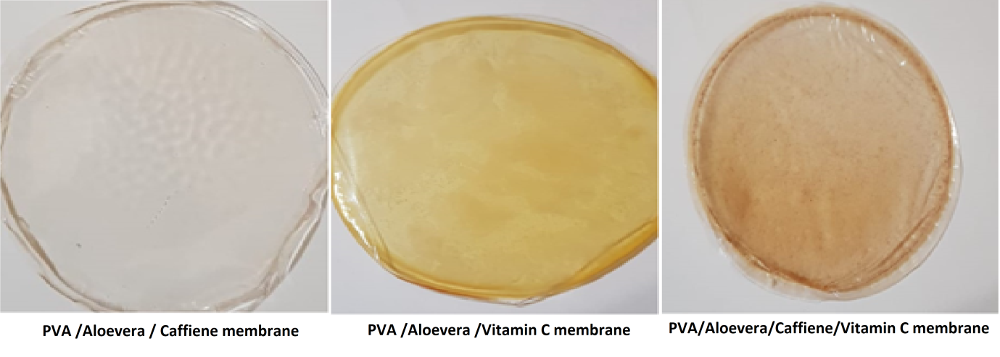 PVA /Aloevera / Caffiene membrane
PVA /Aloevera /Vitamin C membrane
PVA/Aloevera/Caffiene/Vitamin C membrane